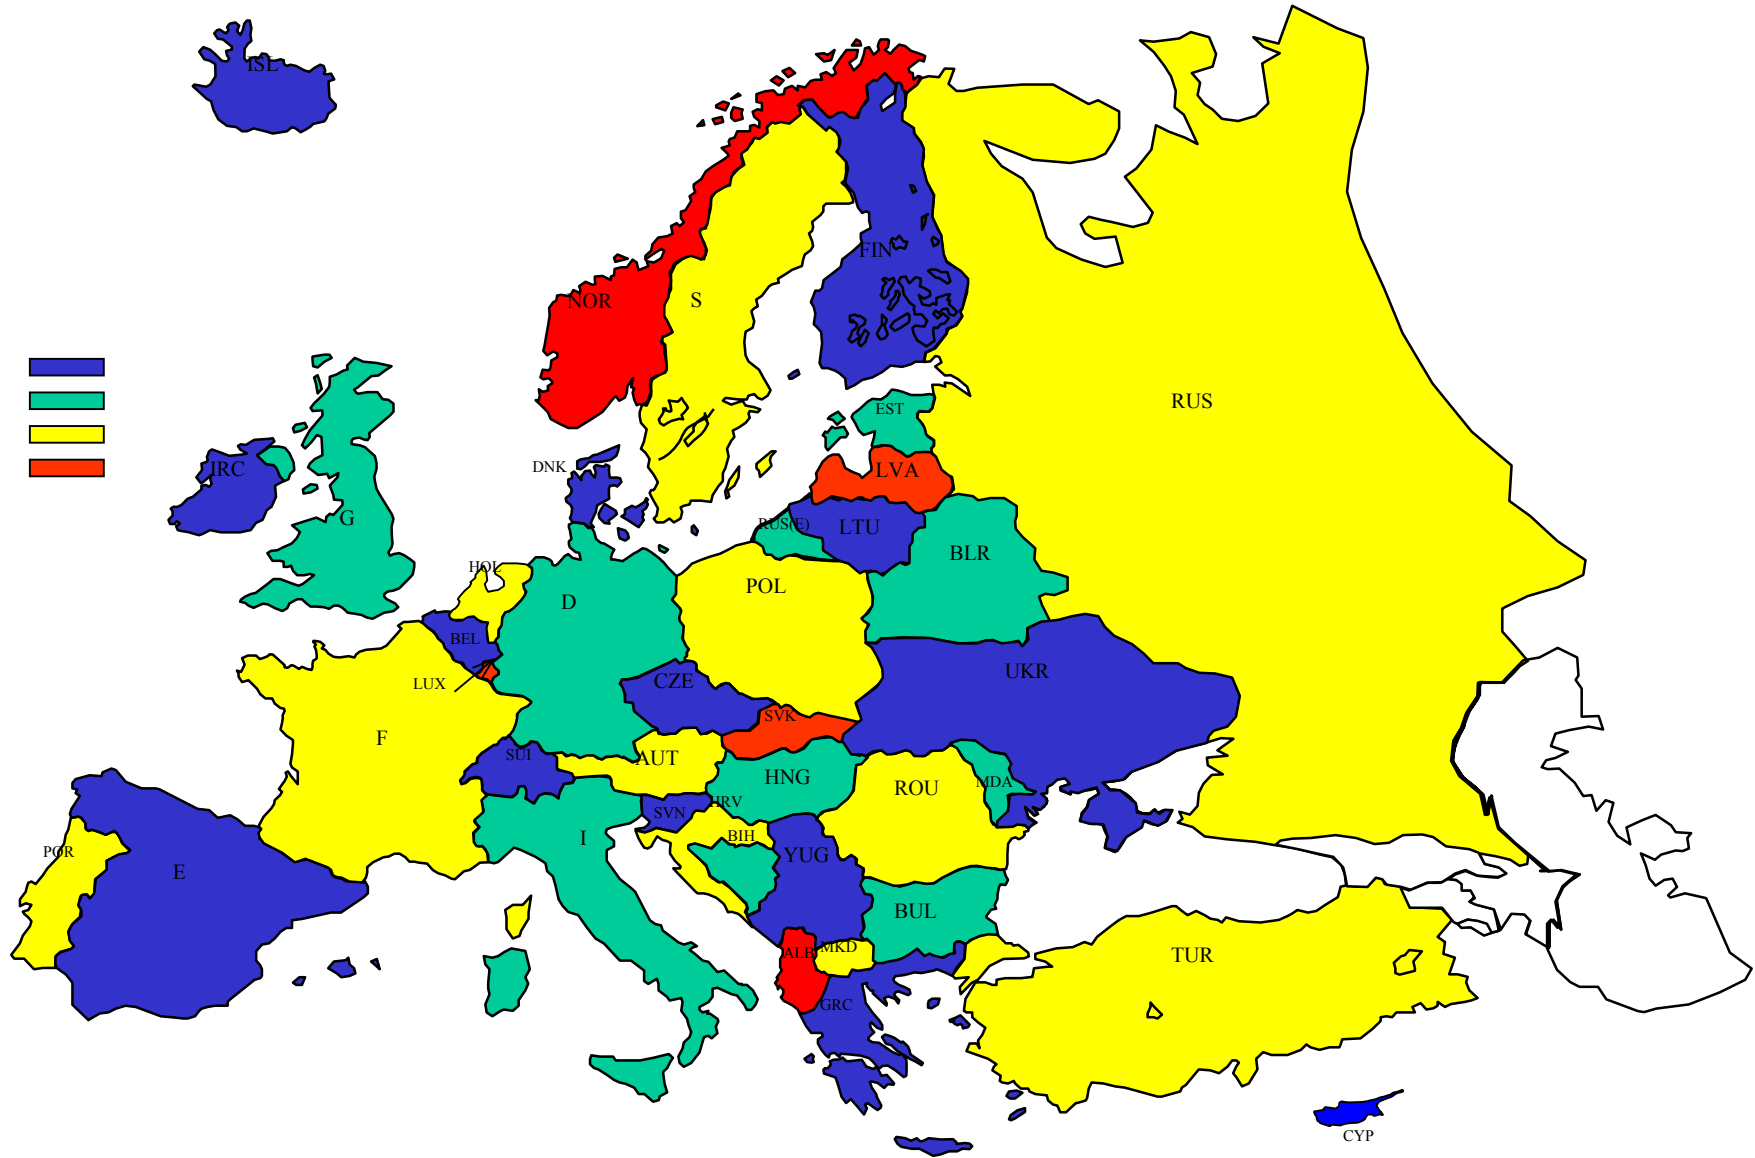 ISL
NOR
S
FIN
RUS
EST
DNK
IRC
LVA
G
RUS(E)
LTU
BLR
HOL
POL
D
BEL
UKR
LUX
CZE
SVK
F
SUI
AUT
HNG
ROU
MDA
HRV
SVN
BIH
I
POR
YUG
E
BUL
ALB
MKD
TUR
GRC
CYP